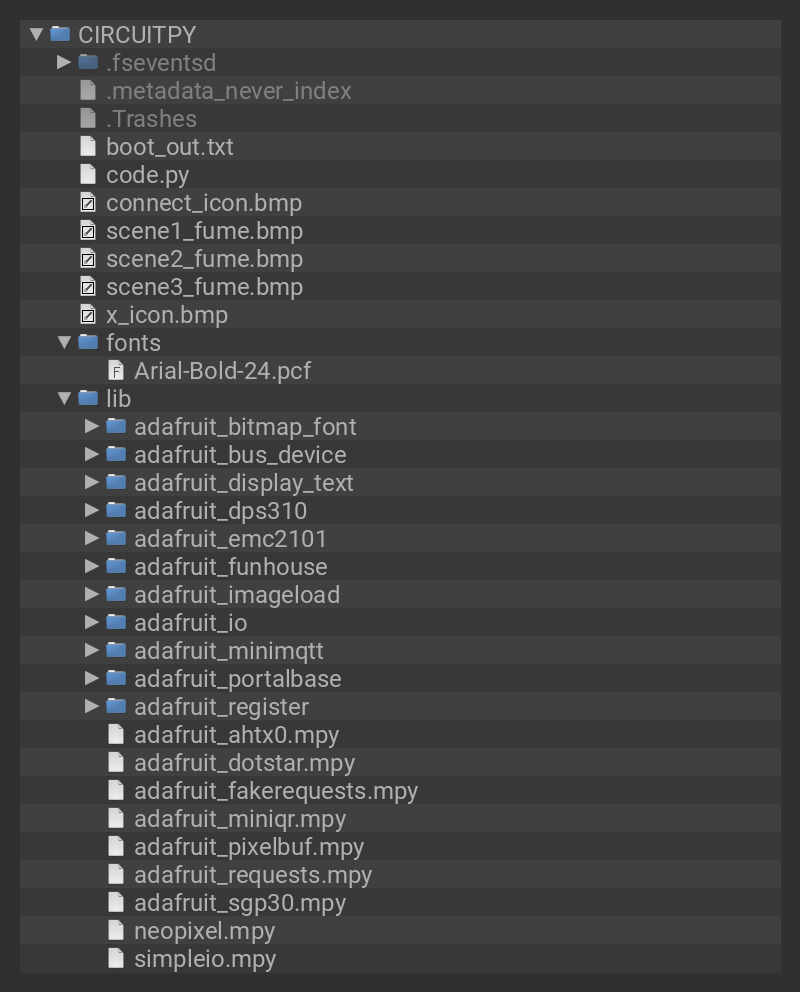 CIRCUITPY
.fseventsd
.metadata_never_index
.Trashes
boot_out.txt
code.py
connect_icon.bmp
scene1_fume.bmp
scene2_fume.bmp
scene3_fume.bmp
x_icon.bmp
fonts
Arial-Bold-24.pcf
lib
adafruit_bitmap_font
adafruit_bus_device
adafruit_display_text
adafruit_dps310
adafruit_emc2101
adafruit_funhouse
adafruit_imageload
adafruit_io
adafruit_minimqtt
adafruit_portalbase
adafruit_register
adafruit_ahtx0.mpy
adafruit_dotstar.mpy
adafruit_fakerequests.mpy
adafruit_miniqr.mpy
adafruit_pixelbuf.mpy
adafruit_requests.mpy
adafruit_sgp30.mpy
neopixel.mpy
simpleio.mpy